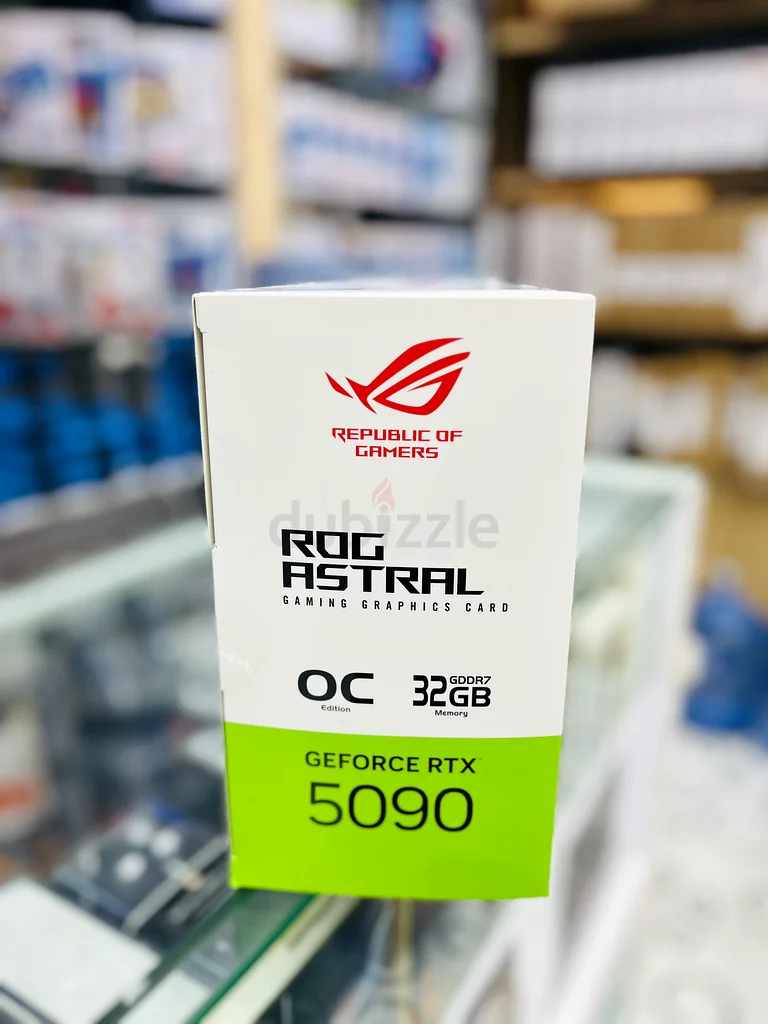 REPUBLIC OF
GAMERS
dubizzle
ROG
ASTRAL
GAMING GRAPHICS CARD
OC
Edition
32GB
GDDR7
Memory
GEFORCE RTX
5090